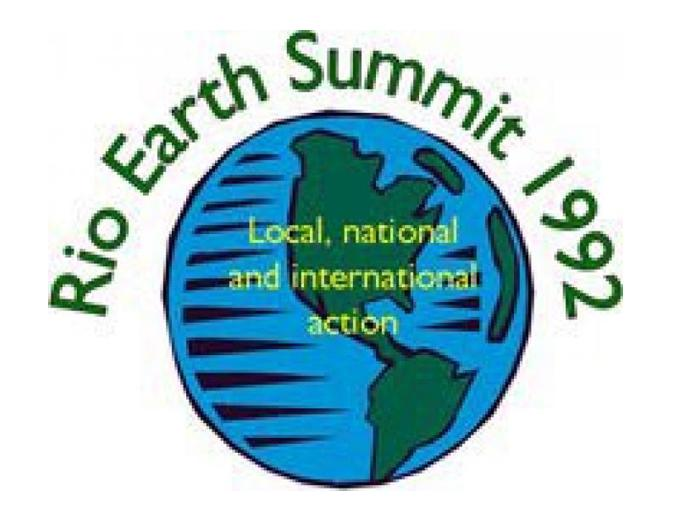 Rio Earth Summit 1992
Local, national
and international
action